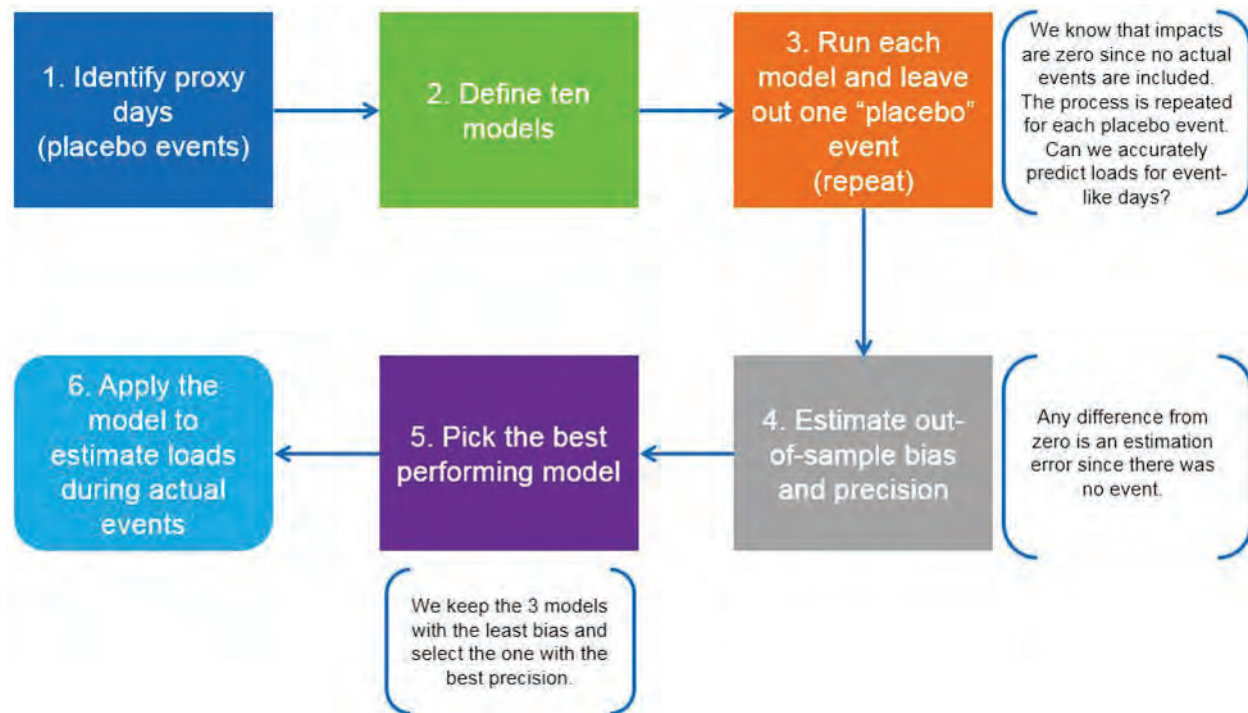 1. Identify proxy
days
(placebo events)
2. Define ten
models
3. Run each
model and leave
out one “placebo”
event
(repeat)
We know that impacts
are zero since no actual
events are included.
The process is repeated
for each placebo event.
Can we accurately
predict loads for event-
like days?
4. Estimate out-
of-sample bias
and precision
Any difference from
zero is an estimation
error since there was
no event.
5. Pick the best
performing model
We keep the 3 models
with the least bias and
select the one with the
best precision.
6. Apply the
model to
estimate loads
during actual
events